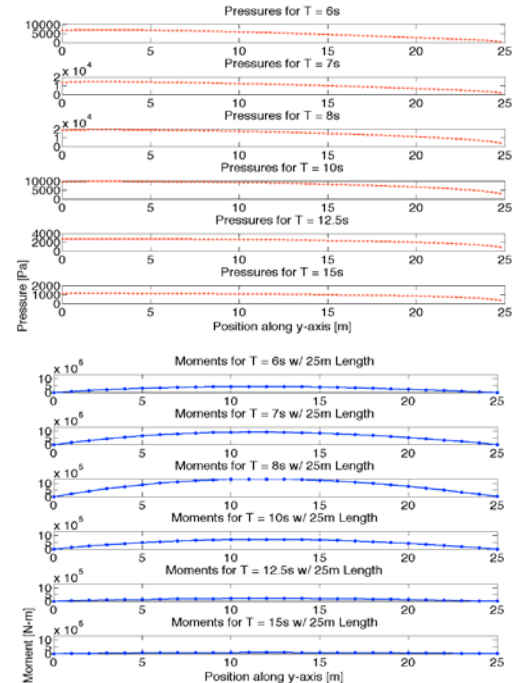 Pressures for T = 6s
10000
5000
0
0 5 10 15 20 25
x 10^4
Pressures for T = 7s
2
1
0
0 5 10 15 20 25
x 10^4
Pressures for T = 8s
2
1
0
0 5 10 15 20 25
Pressures for T = 10s
10000
5000
0
0 5 10 15 20 25
Pressures for T = 12.5s
4000
2000
0
0 5 10 15 20 25
Pressures for T = 15s
2000
1000
0
0 5 10 15 20 25
Pressure [Pa]
Position along y-axis [m]
Moments for T = 6s w/ 25m Length
x 10^5
10
5
0
0 5 10 15 20 25
Moments for T = 7s w/ 25m Length
x 10^5
10
5
0
0 5 10 15 20 25
Moments for T = 8s w/ 25m Length
x 10^5
10
5
0
0 5 10 15 20 25
Moments for T = 10s w/ 25m Length
x 10^5
10
5
0
0 5 10 15 20 25
Moments for T = 12.5s w/ 25m Length
x 10^5
10
5
0
0 5 10 15 20 25
Moments for T = 15s w/ 25m Length
x 10^5
10
5
0
0 5 10 15 20 25
Moment [N-m]
Position along y-axis [m]